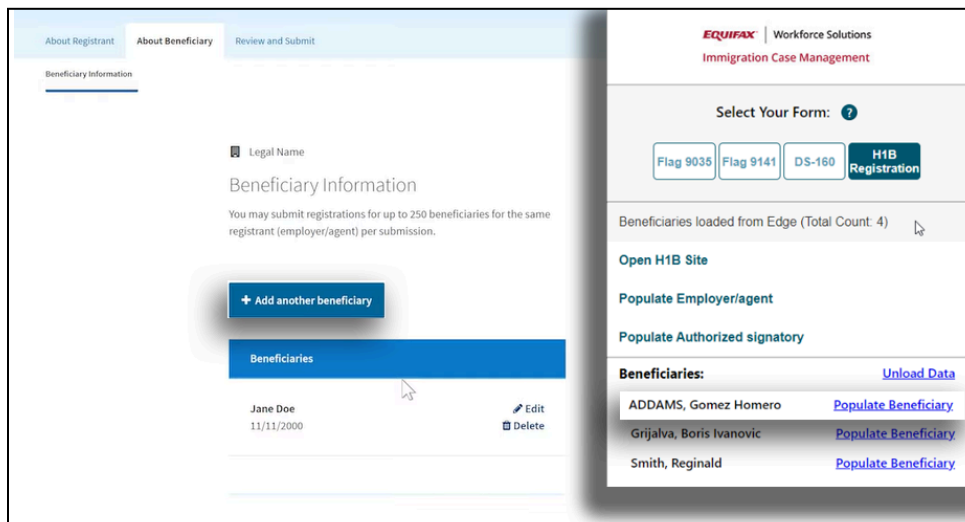 About Registrant
About Beneficiary
Review and Submit
Beneficiary Information
Legal Name
Beneficiary Information
You may submit registrations for up to 250 beneficiaries for the same
registrant (employer/agent) per submission.
+ Add another beneficiary
Beneficiaries
Jane Doe
Edit
11/11/2000
Delete
EQUIFAX | Workforce Solutions
Immigration Case Management
Select Your Form: ?
Flag 9035
Flag 9141
DS-160
H1B
Registration
Beneficiaries loaded from Edge (Total Count: 4)
Open H1B Site
Populate Employer/agent
Populate Authorized signatory
Beneficiaries: Unload Data
ADDAMS, Gomez Homero Populate Beneficiary
Grijalva, Boris Ivanovic Populate Beneficiary
Smith, Reginald Populate Beneficiary